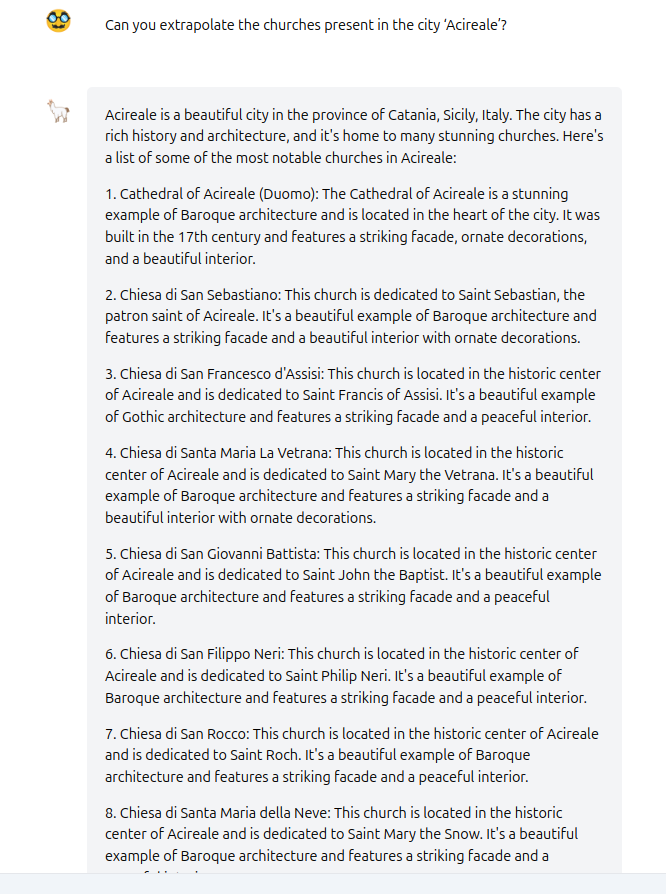 Can you extrapolate the churches present in the city ‘Acireale’?
Acireale is a beautiful city in the province of Catania, Sicily, Italy. The city has a
rich history and architecture, and it's home to many stunning churches. Here's
a list of some of the most notable churches in Acireale:
1. Cathedral of Acireale (Duomo): The Cathedral of Acireale is a stunning
example of Baroque architecture and is located in the heart of the city. It was
built in the 17th century and features a striking facade, ornate decorations,
and a beautiful interior.
2. Chiesa di San Sebastiano: This church is dedicated to Saint Sebastian, the
patron saint of Acireale. It's a beautiful example of Baroque architecture and
features a striking facade and a beautiful interior with ornate decorations.
3. Chiesa di San Francesco d'Assisi: This church is located in the historic center
of Acireale and is dedicated to Saint Francis of Assisi. It's a beautiful example
of Gothic architecture and features a striking facade and a peaceful interior.
4. Chiesa di Santa Maria La Vetrana: This church is located in the historic
center of Acireale and is dedicated to Saint Mary the Vetrana. It's a beautiful
example of Baroque architecture and features a striking facade and a
beautiful interior with ornate decorations.
5. Chiesa di San Giovanni Battista: This church is located in the historic center
of Acireale and is dedicated to Saint John the Baptist. It's a beautiful example
of Baroque architecture and features a striking facade and a peaceful
interior.
6. Chiesa di San Filippo Neri: This church is located in the historic center of
Acireale and is dedicated to Saint Philip Neri. It's a beautiful example of
Baroque architecture and features a striking facade and a peaceful interior.
7. Chiesa di San Rocco: This church is located in the historic center of Acireale
and is dedicated to Saint Roch. It's a beautiful example of Baroque
architecture and features a striking facade and a peaceful interior.
8. Chiesa di Santa Maria della Neve: This church is located in the historic
center of Acireale and is dedicated to Saint Mary the Snow. It's a beautiful
example of Baroque architecture and features a striking facade and a